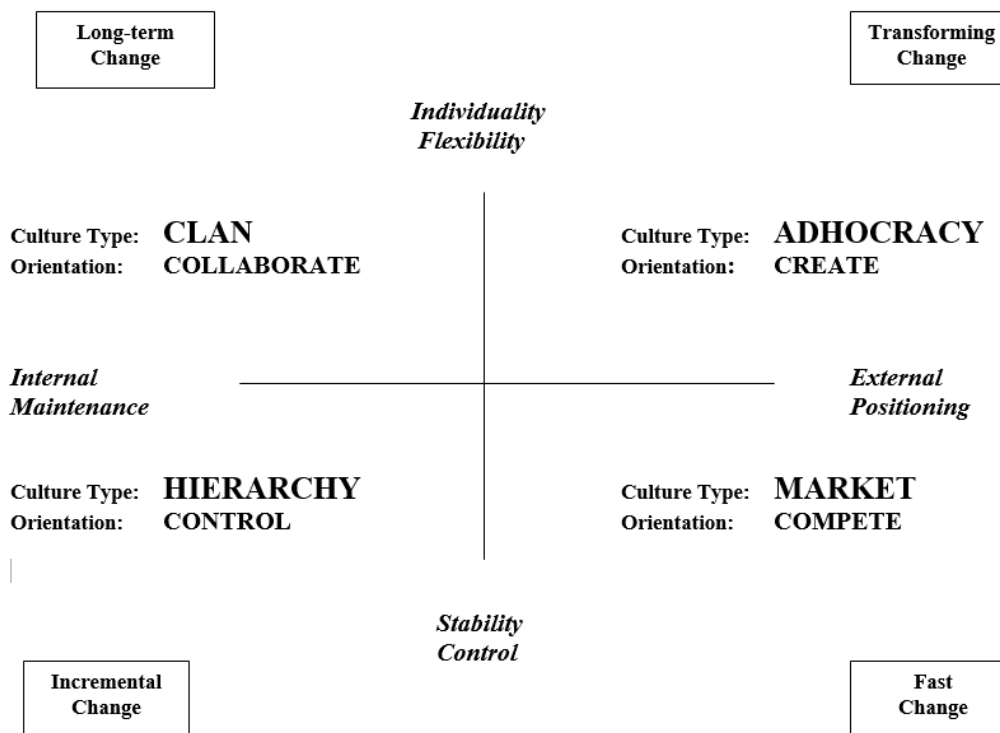 Long-term
Change
Transforming
Change
Individuality
Flexibility
Culture Type: CLAN
Orientation: COLLABORATE
Culture Type: ADHOCRACY
Orientation: CREATE
Internal
Maintenance
External
Positioning
Culture Type: HIERARCHY
Orientation: CONTROL
Culture Type: MARKET
Orientation: COMPETE
Stability
Control
Incremental
Change
Fast
Change